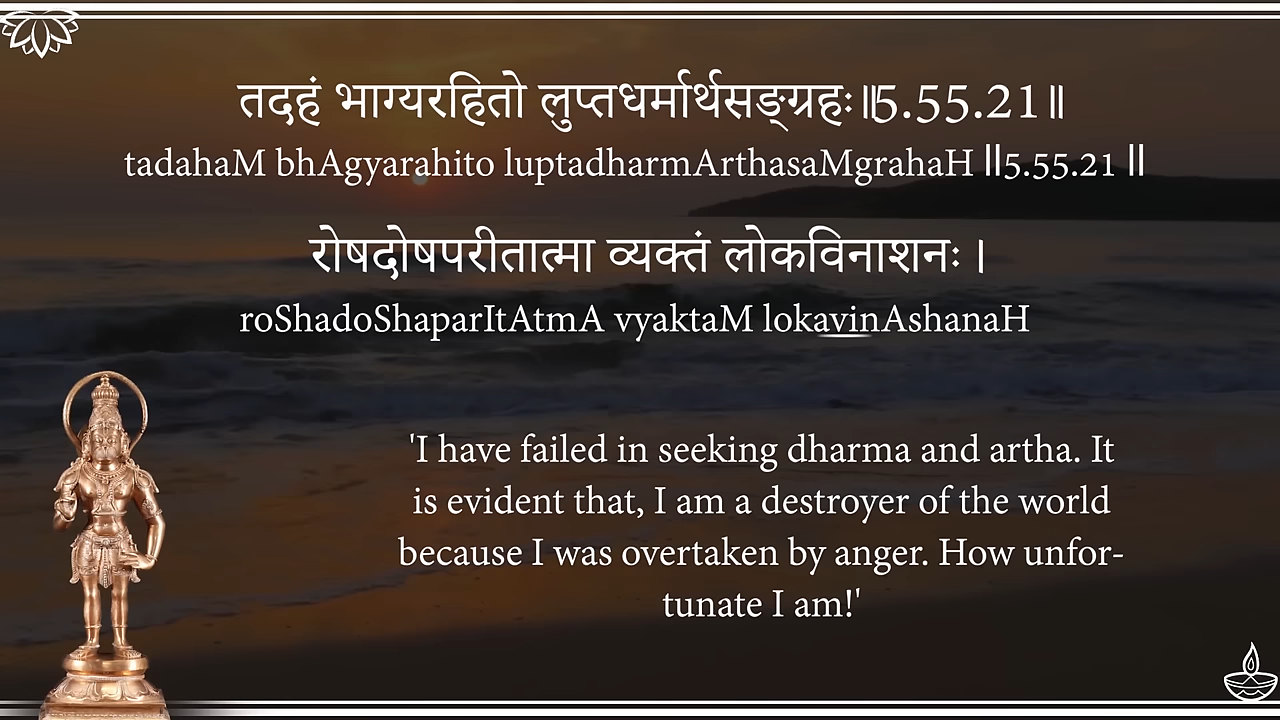 तदहं भाग्यरहितो लुप्तधर्मार्थसङ्ग्रहः॥5.55.21॥
tadahaM bhAgyarahito luptadharmArthasaMgrahaH ॥5.55.21 ॥
रोषदोषपरीतात्मा व्यक्तं लोकविनाशनः ।
roShadoShaparItAtmA vyaktaM lokavinAshanaH
'I have failed in seeking dharma and artha. It
is evident that, I am a destroyer of the world
because I was overtaken by anger. How unfor-
tunate I am!'